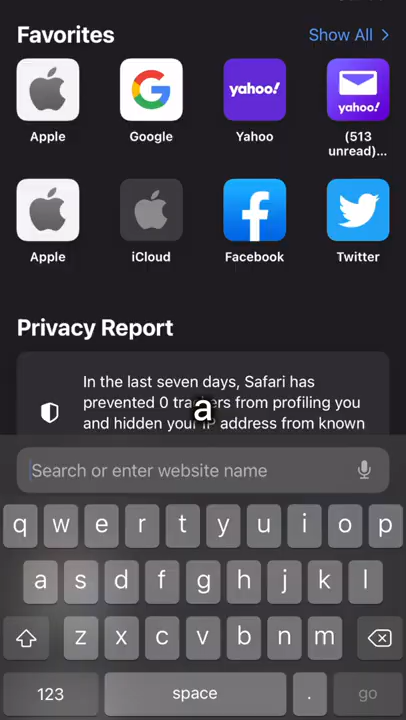 Favorites
Show All >
yahoo!
yahoo!
Apple
Google
Yahoo
(513
unread)...
Apple
iCloud
Facebook
Twitter
Privacy Report
In the last seven days, Safari has
prevented 0 trackers from profiling you
and hidden your IP address from known
a
Search or enter website name
q w e r t y u i o p
a s d f g h j k l
z x c v b n m
123 space . go